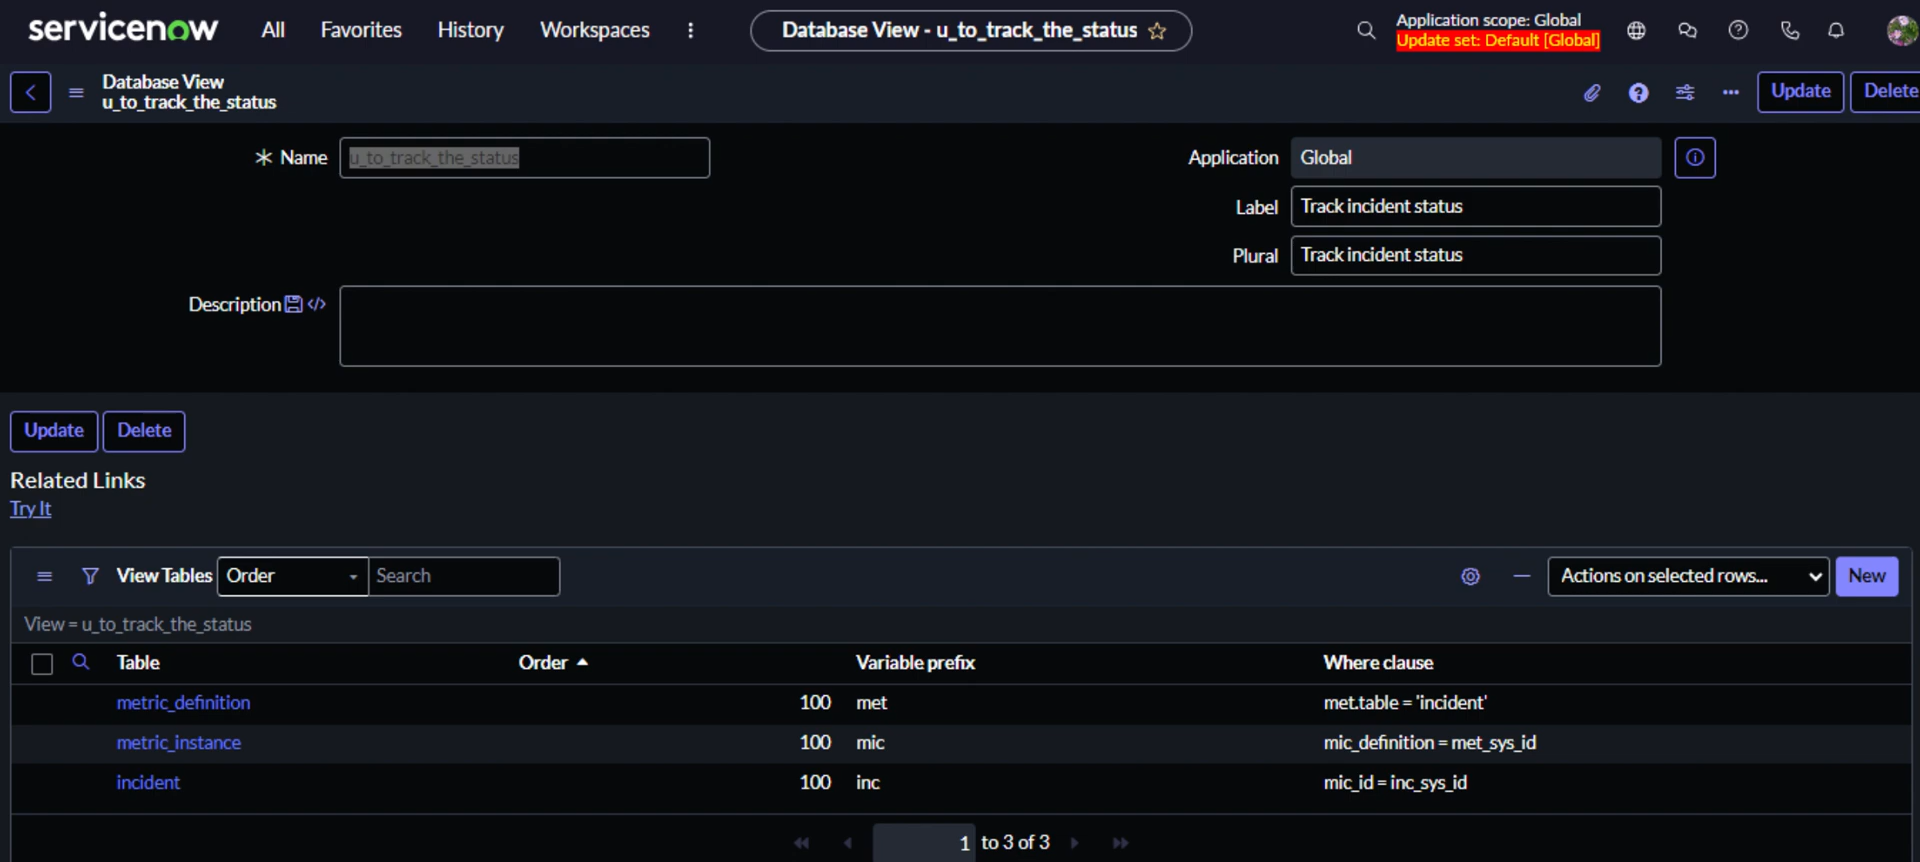 servicenow All Favorites History Workspaces Database View - u_to_track_the_status Application scope: Global
Update set: Default [Global]
Database View
u_to_track_the_status
Update Delete
Name u_to_track_the_status Application Global
Label Track incident status
Plural Track incident status
Description
Update Delete
Related Links
Try It
View Tables Order Search Actions on selected rows... New
View = u_to_track_the_status
Table Order Variable prefix Where clause
metric_definition 100 met met.table = 'incident'
metric_instance 100 mic mic_definition = met_sys_id
incident 100 inc mic_id = inc_sys_id
1 to 3 of 3